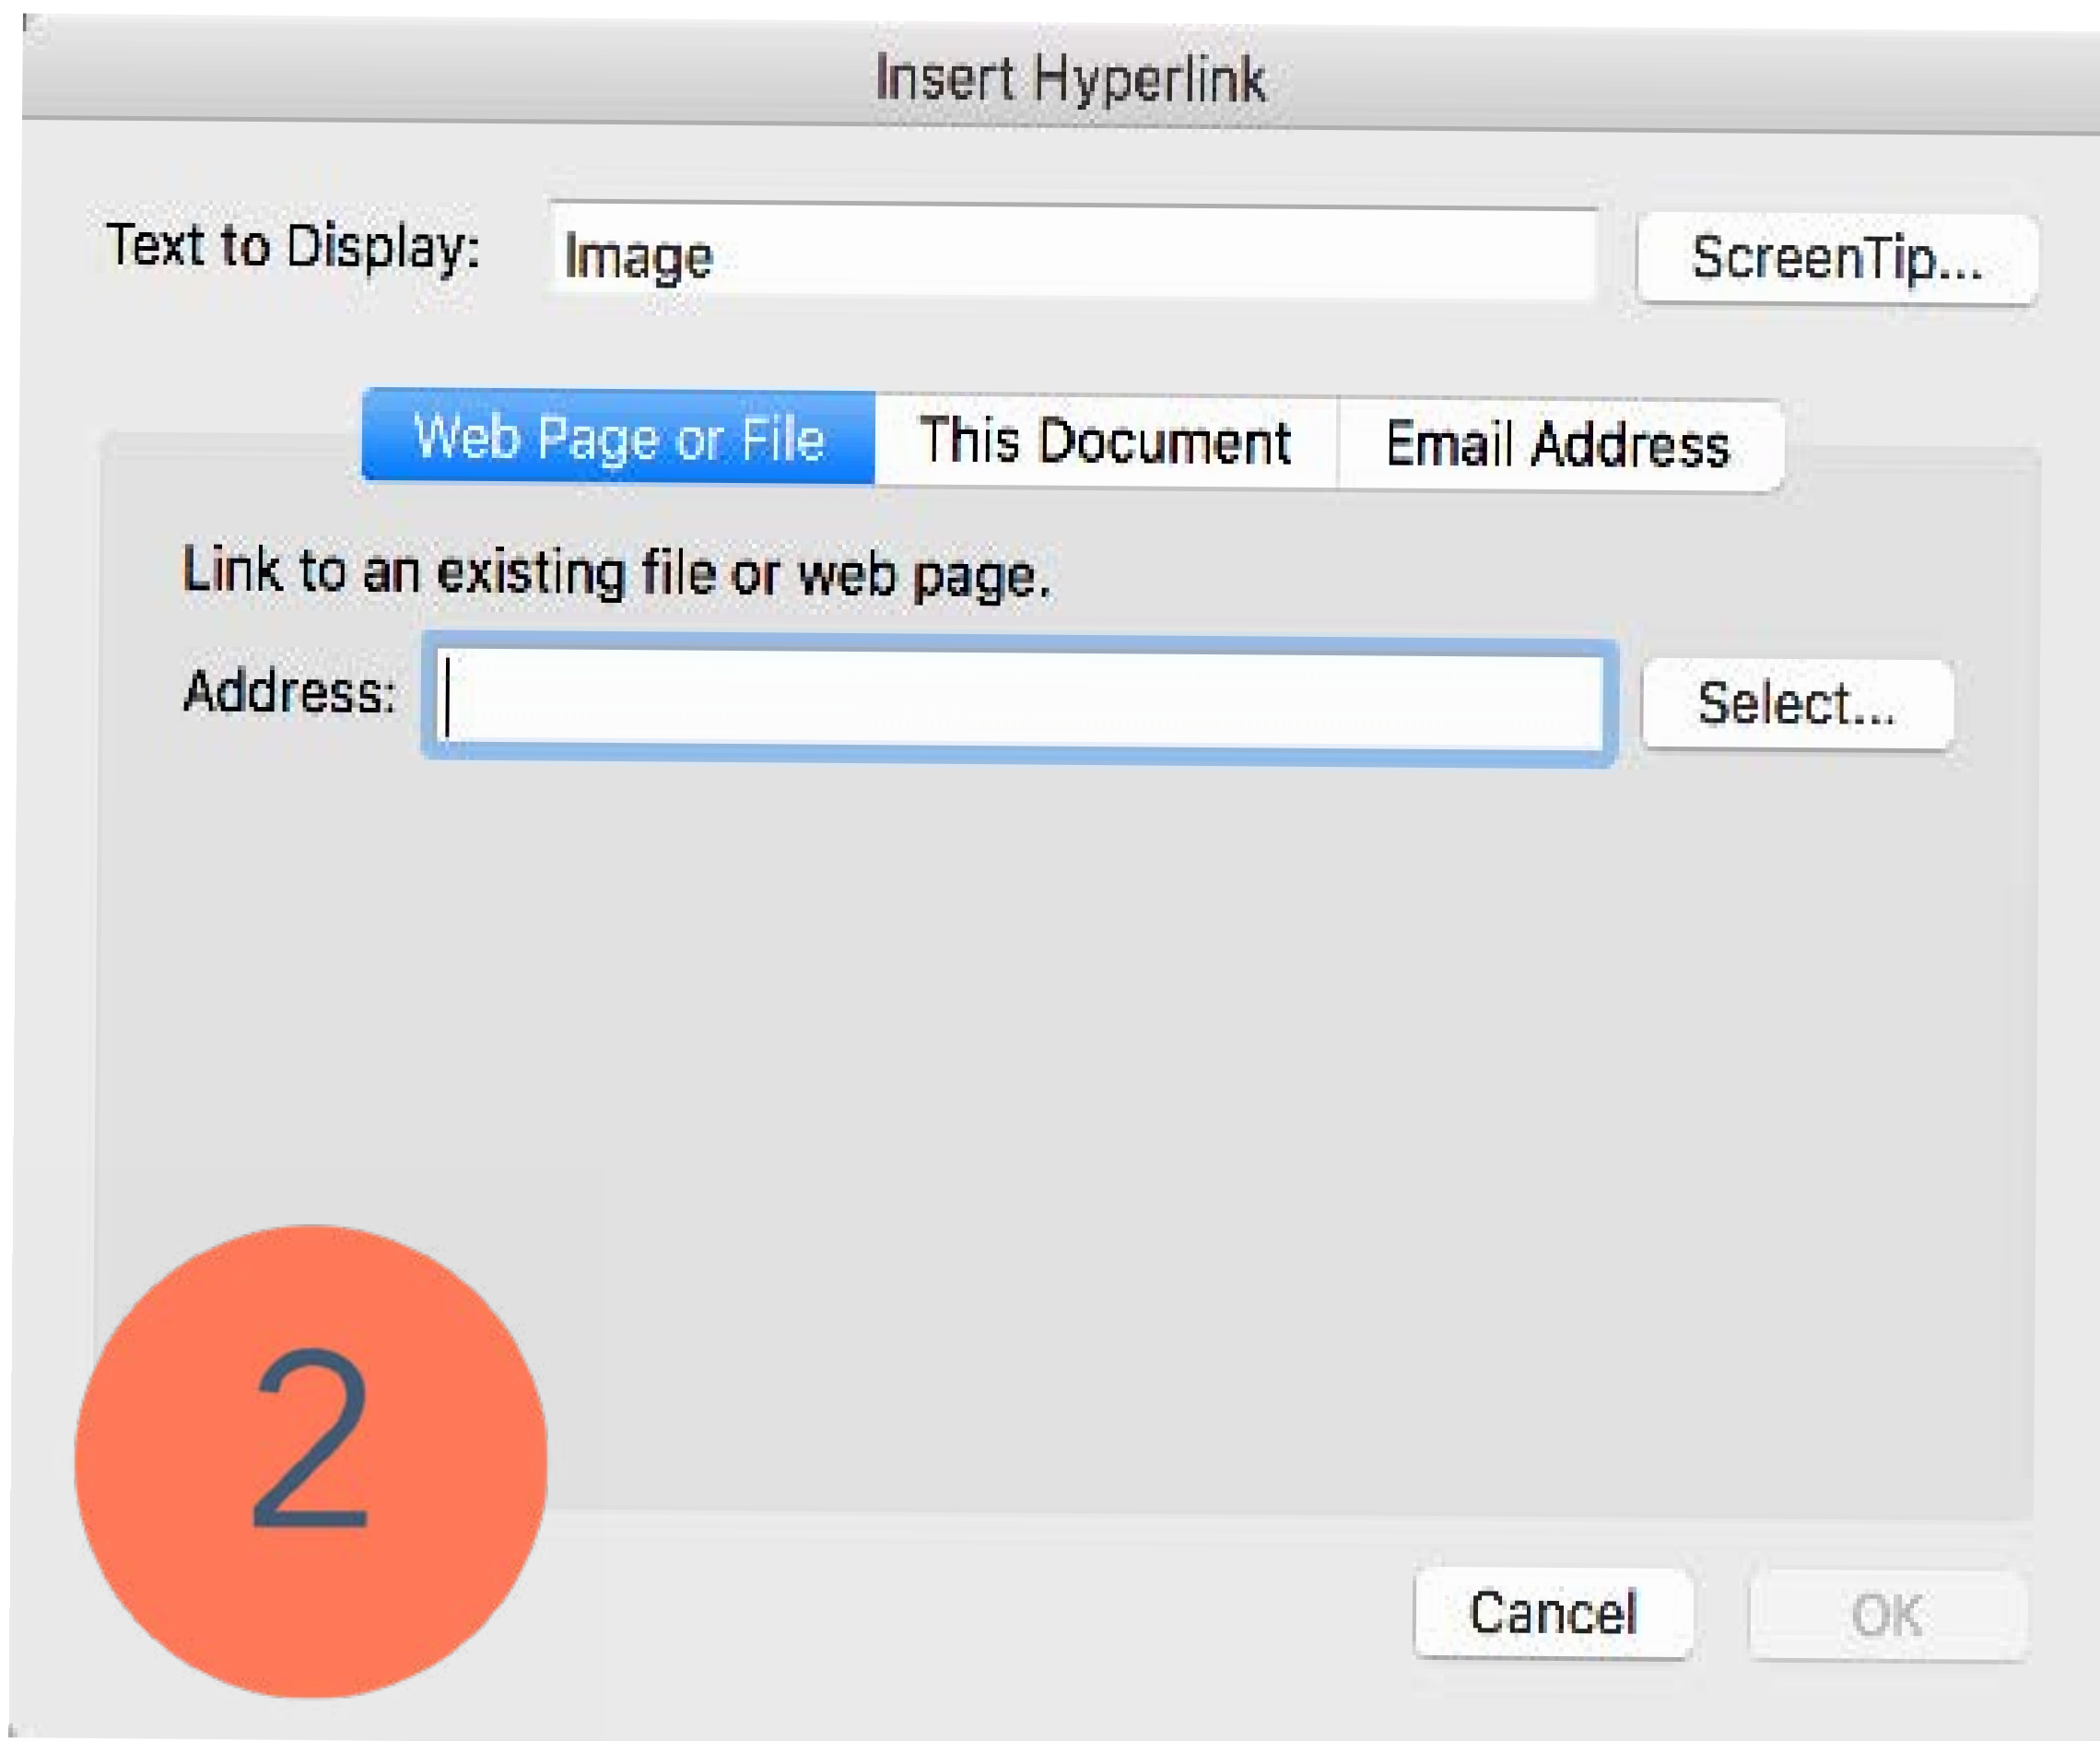 Insert Hyperlink
Text to Display: Image ScreenTip...
Web Page or File This Document Email Address
Link to an existing file or web page.
Address: Select...
2
Cancel OK